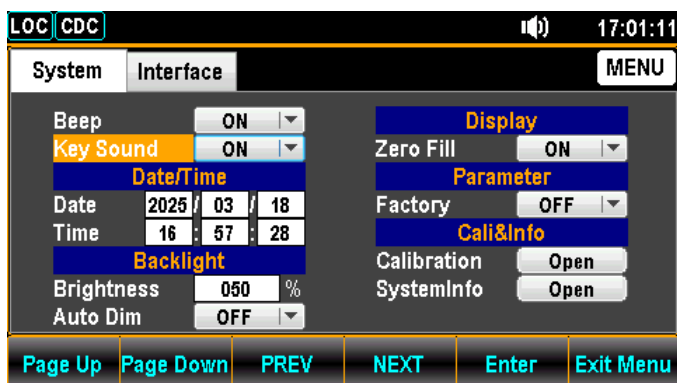 LOC CDC 17:01:11
System Interface MENU
Beep ON
Key Sound ON
Date/Time
Date 2025 / 03 / 18
Time 16 : 57 : 28
Backlight
Brightness 050 %
Auto Dim OFF
Display
Zero Fill ON
Parameter
Factory OFF
Cali&Info
Calibration Open
SystemInfo Open
Page Up Page Down PREV NEXT Enter Exit Menu